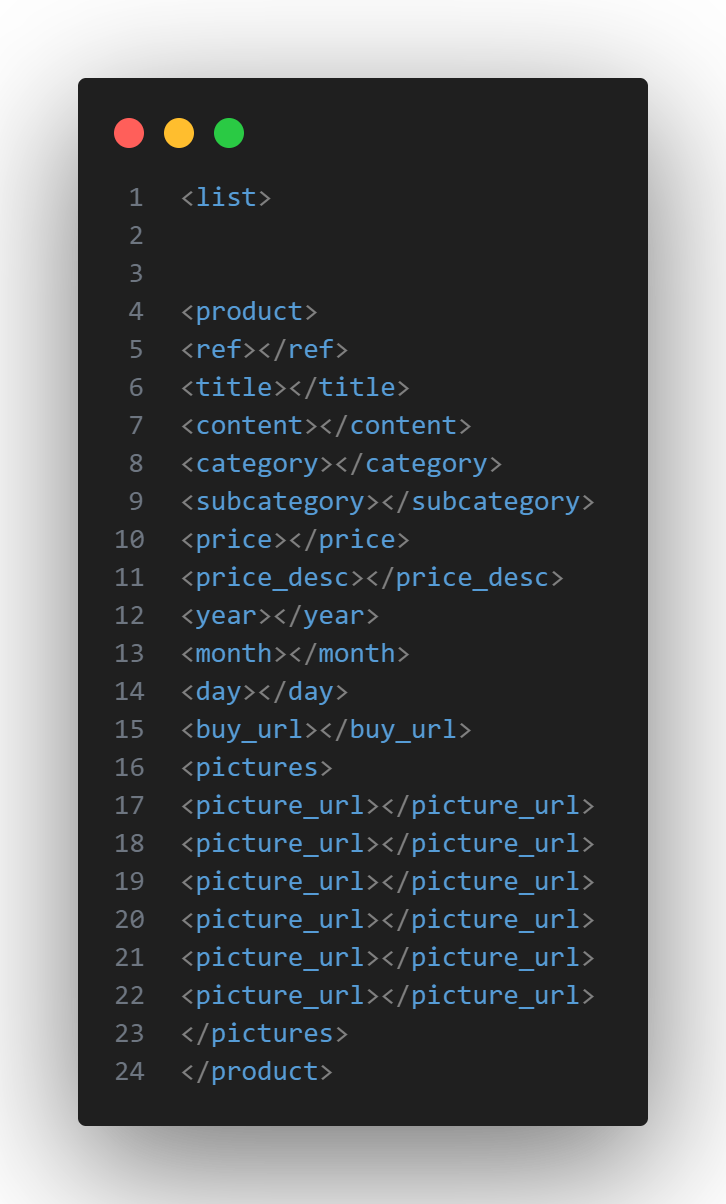 1 <list>
2
3
4 <product>
5 <ref></ref>
6 <title></title>
7 <content></content>
8 <category></category>
9 <subcategory></subcategory>
10 <price></price>
11 <price_desc></price_desc>
12 <year></year>
13 <month></month>
14 <day></day>
15 <buy_url></buy_url>
16 <pictures>
17 <picture_url></picture_url>
18 <picture_url></picture_url>
19 <picture_url></picture_url>
20 <picture_url></picture_url>
21 <picture_url></picture_url>
22 <picture_url></picture_url>
23 </pictures>
24 </product>